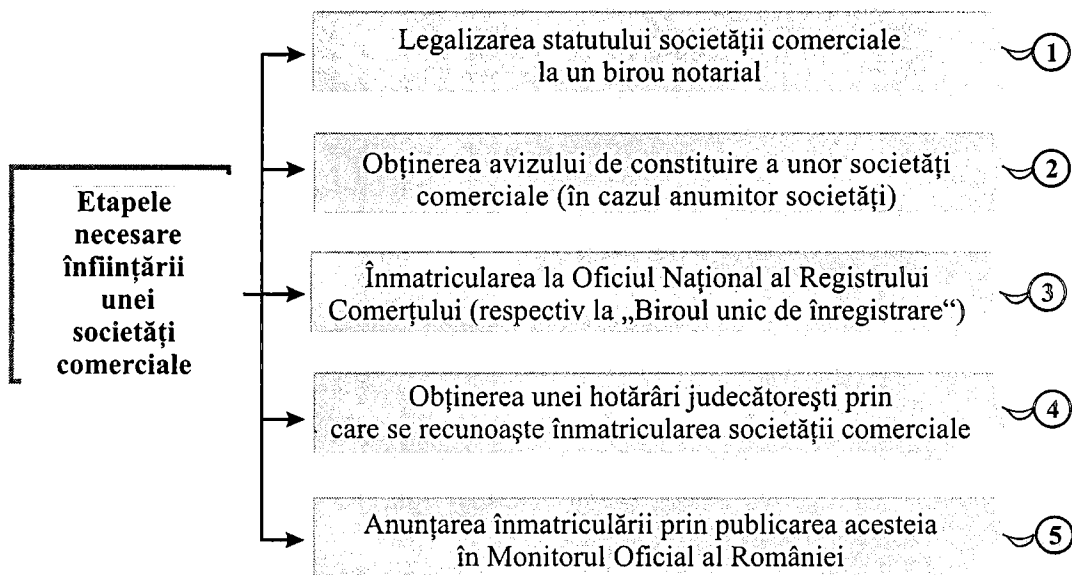 Etapele
necesare
înființării
unei
societăți
comerciale
Legalizarea statutului societății comerciale
la un birou notarial
1
Obținerea avizului de constituire a unor societăți
comerciale (în cazul anumitor societăți)
2
Înmatricularea la Oficiul Național al Registrului
Comerțului (respectiv la „Biroul unic de înregistrare“)
3
Obținerea unei hotărâri judecătorești prin
care se recunoaște înmatricularea societății comerciale
4
Anunțarea înmatriculării prin publicarea acesteia
în Monitorul Oficial al României
5